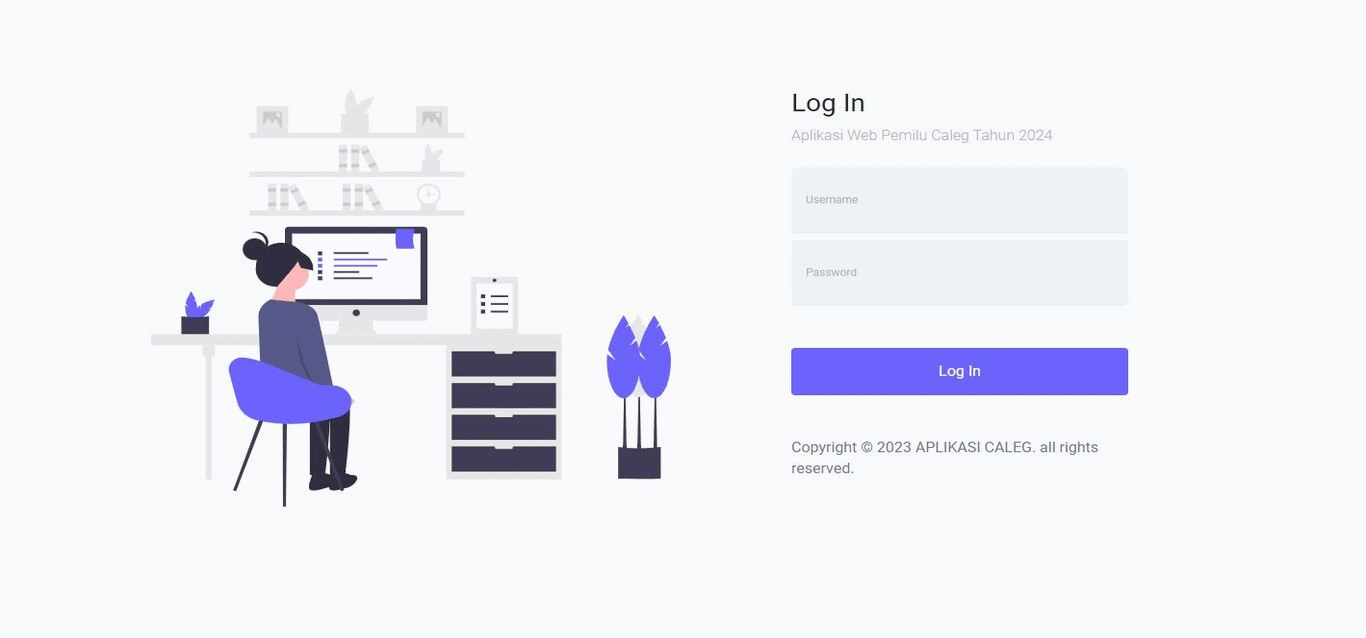 Log In
Aplikasi Web Pemilu Caleg Tahun 2024
Username
Password
Log In
Copyright © 2023 APLIKASI CALEG. all rights
reserved.